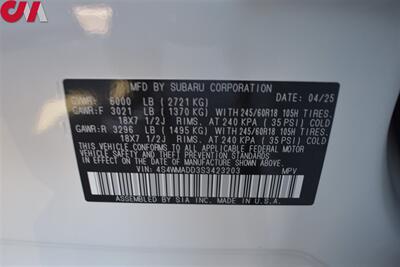 CIA
MFD. BY SUBARU CORPORATION DATE: 04/25
GVWR: 6000 LB (2721 KG)
GAWR:F 3021 LB (1370 KG) WITH 245/60R18 105H TIRES,
18X7 1/2J RIMS, AT 240 KPA ( 35 PSI) COLD
GAWR:R 3296 LB (1495 KG) WITH 245/60R18 105H TIRES,
18X7 1/2J RIMS, AT 240 KPA ( 35 PSI) COLD
THIS VEHICLE CONFORMS TO ALL APPLICABLE
FEDERAL MOTOR VEHICLE SAFETY STANDARDS IN
EFFECT ON THE DATE OF MANUFACTURE SHOWN ABOVE.
VIN: 4S4WMADD3S3423203 MPV
ASSEMBLED BY SIA INC. MADE IN U.S.A.